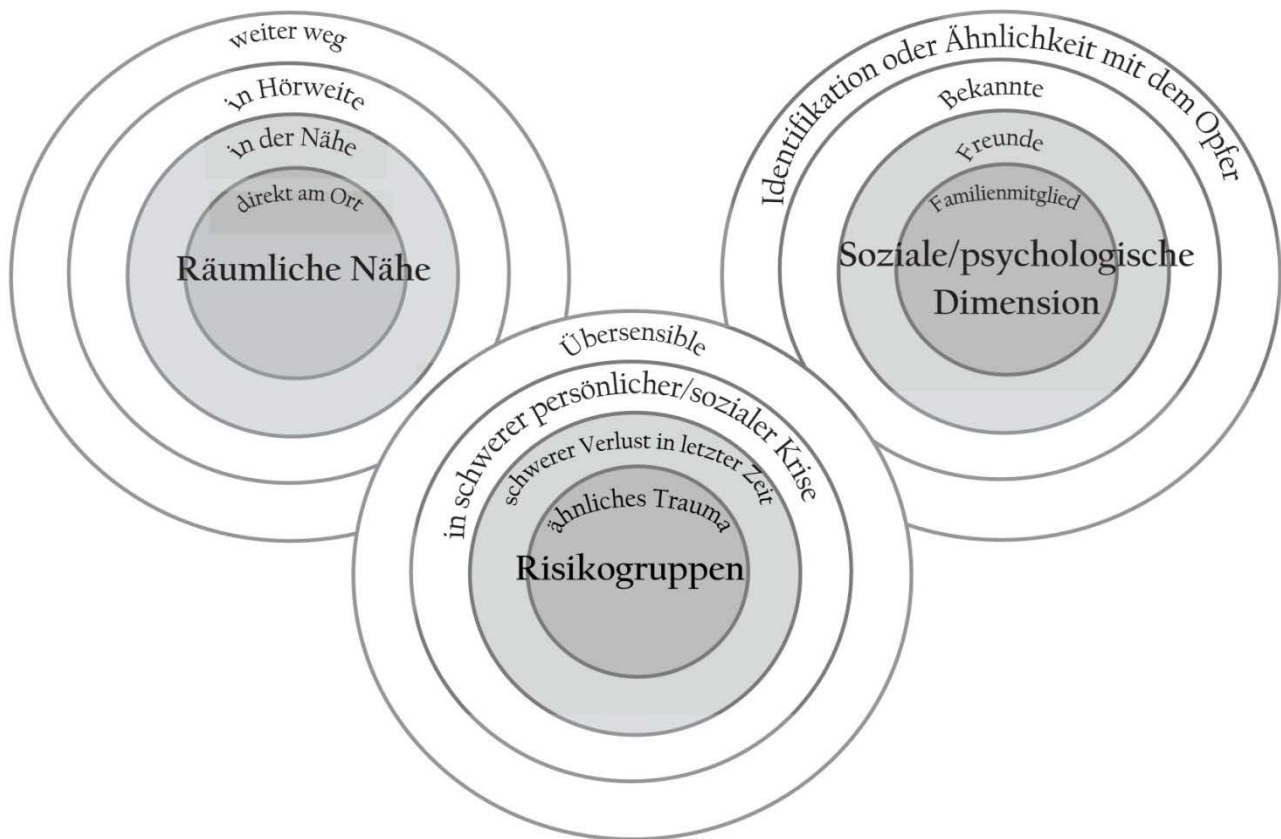 weiter weg
in Hörweite
in der Nähe
direkt am Ort
Räumliche Nähe
Identifikation oder Ähnlichkeit mit dem Opfer
Bekannte
Freunde
Familienmitglied
Soziale/psychologische
Dimension
Übersensible
in schwerer persönlicher/sozialer Krise
schwerer Verlust in letzter Zeit
ähnliches Trauma
Risikogruppen